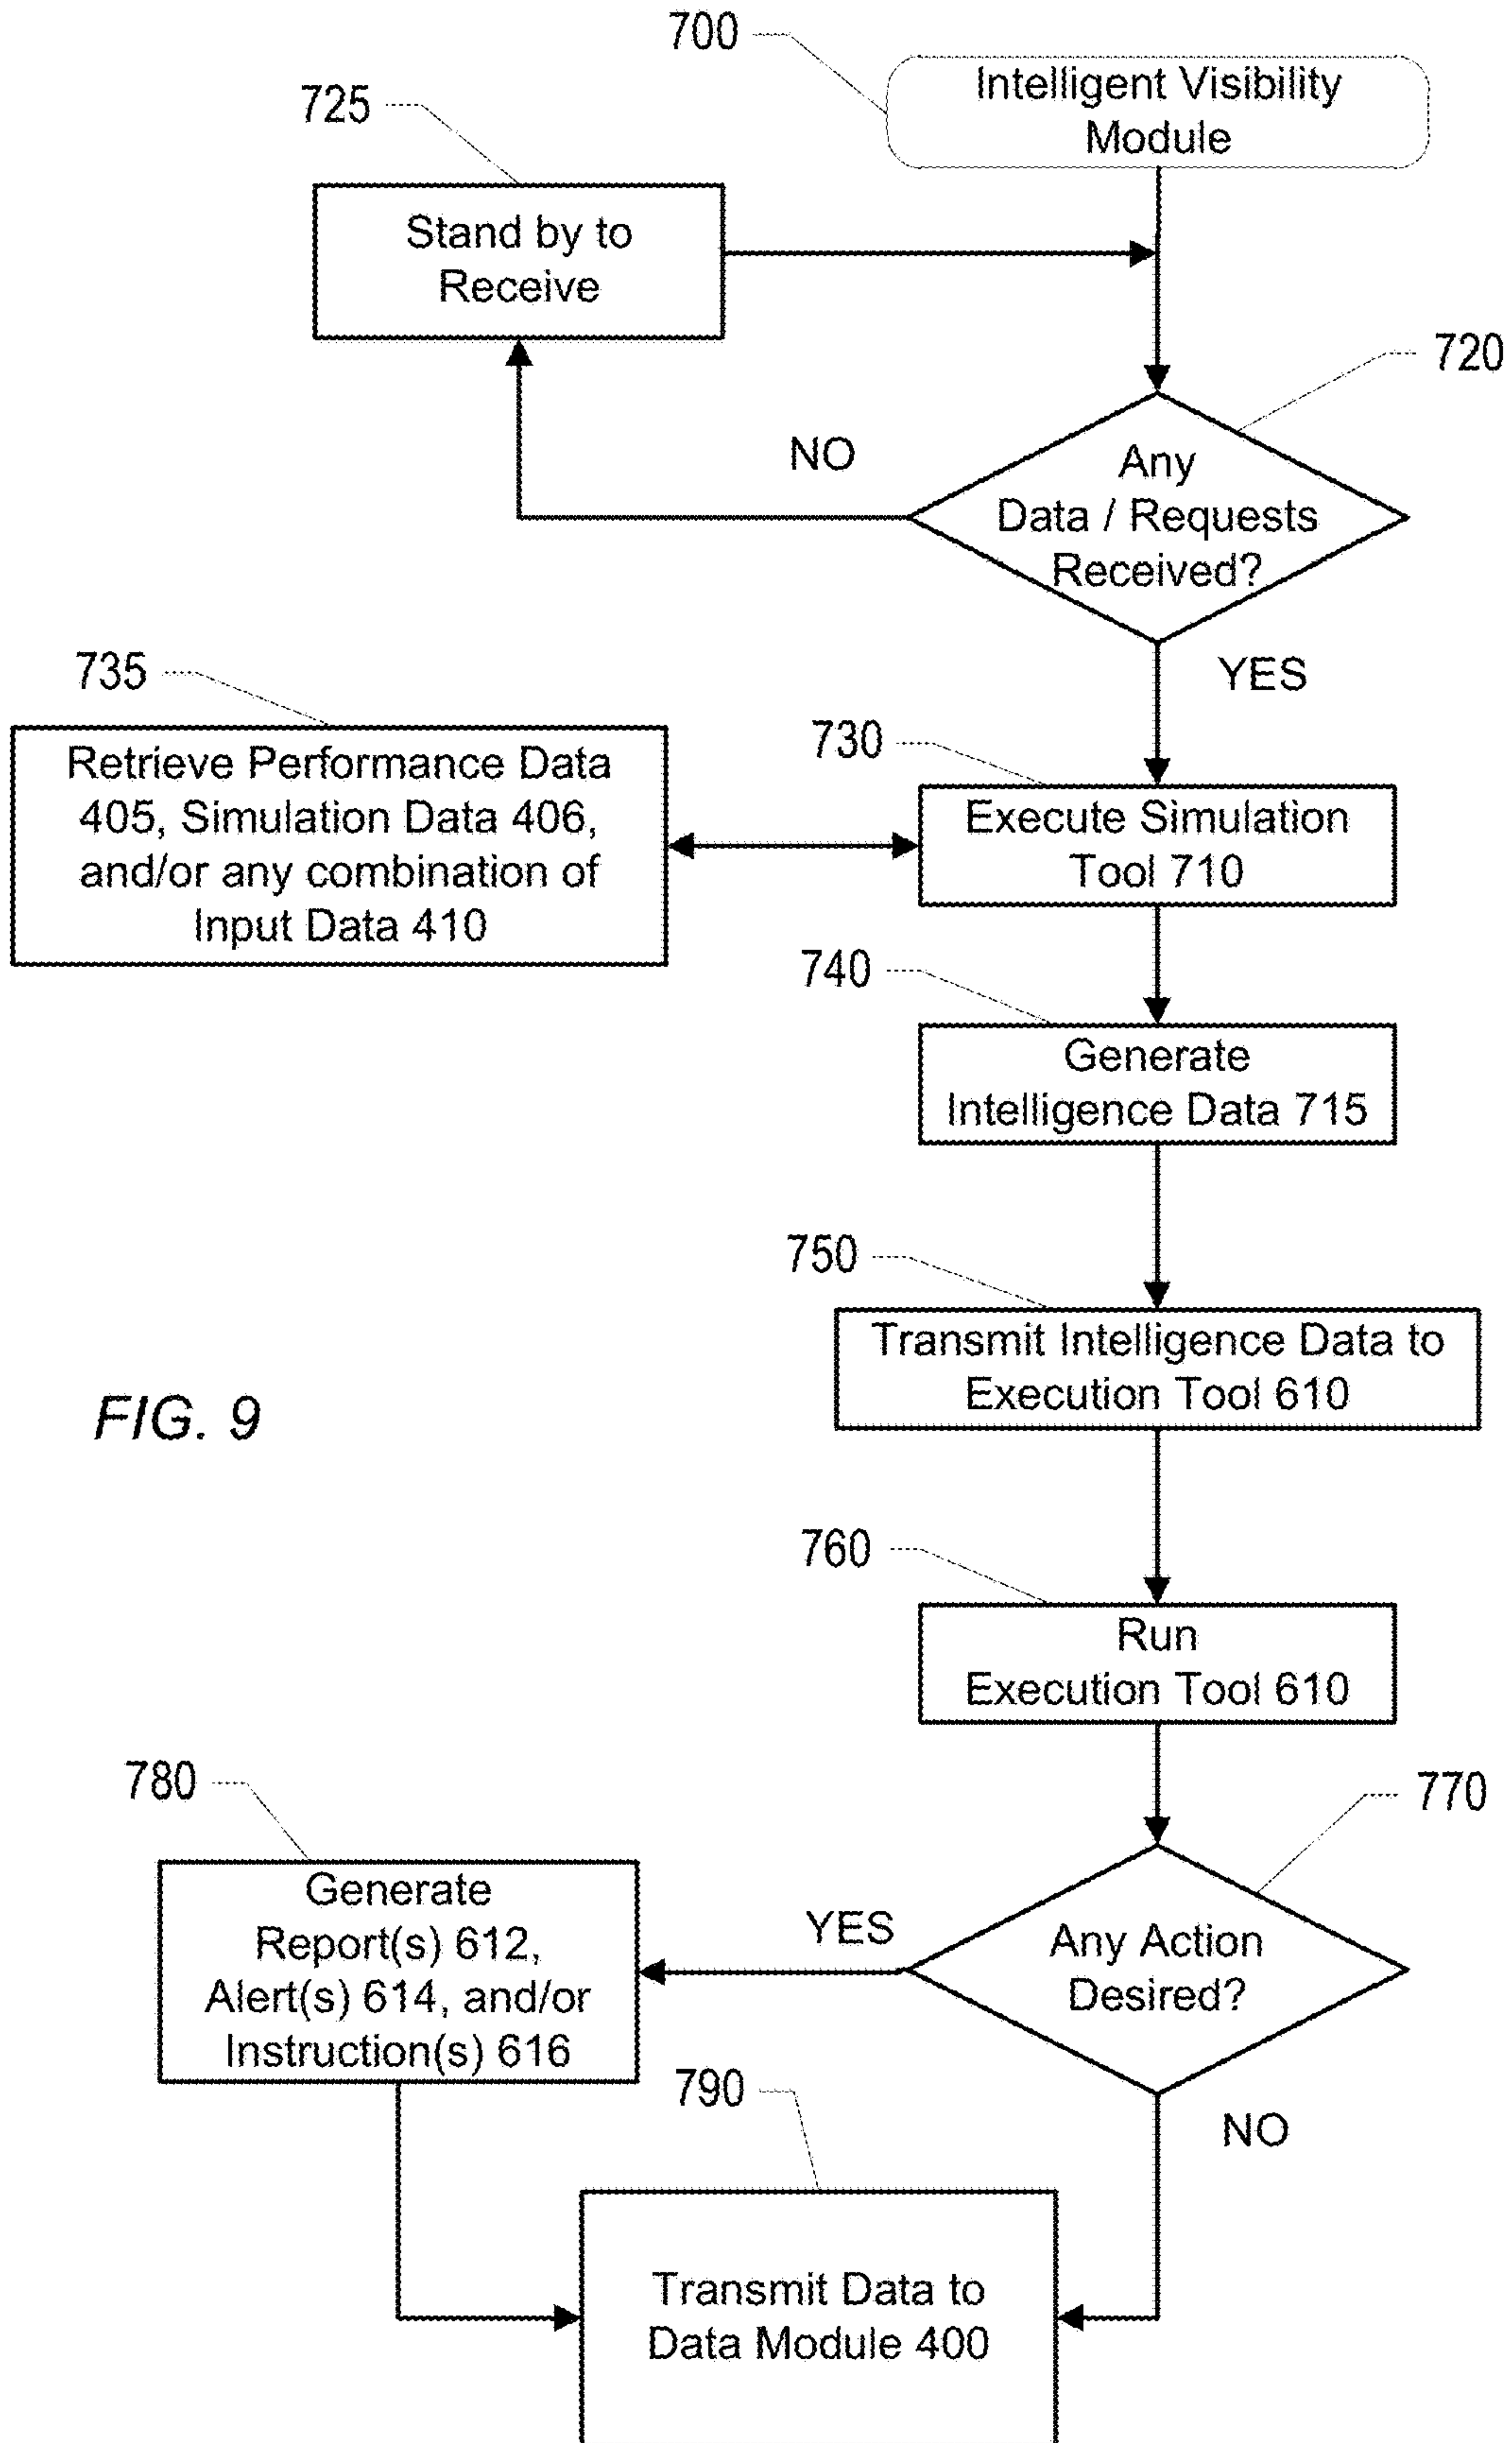 700
Intelligent Visibility
Module
725
Stand by to
Receive
720
NO
Any
Data / Requests
Received?
YES
735
Retrieve Performance Data
405, Simulation Data 406,
and/or any combination of
Input Data 410
730
Execute Simulation
Tool 710
740
Generate
Intelligence Data 715
750
Transmit Intelligence Data to
Execution Tool 610
FIG. 9
760
Run
Execution Tool 610
780
Generate
Report(s) 612,
Alert(s) 614, and/or
Instruction(s) 616
YES
770
Any Action
Desired?
NO
790
Transmit Data to
Data Module 400